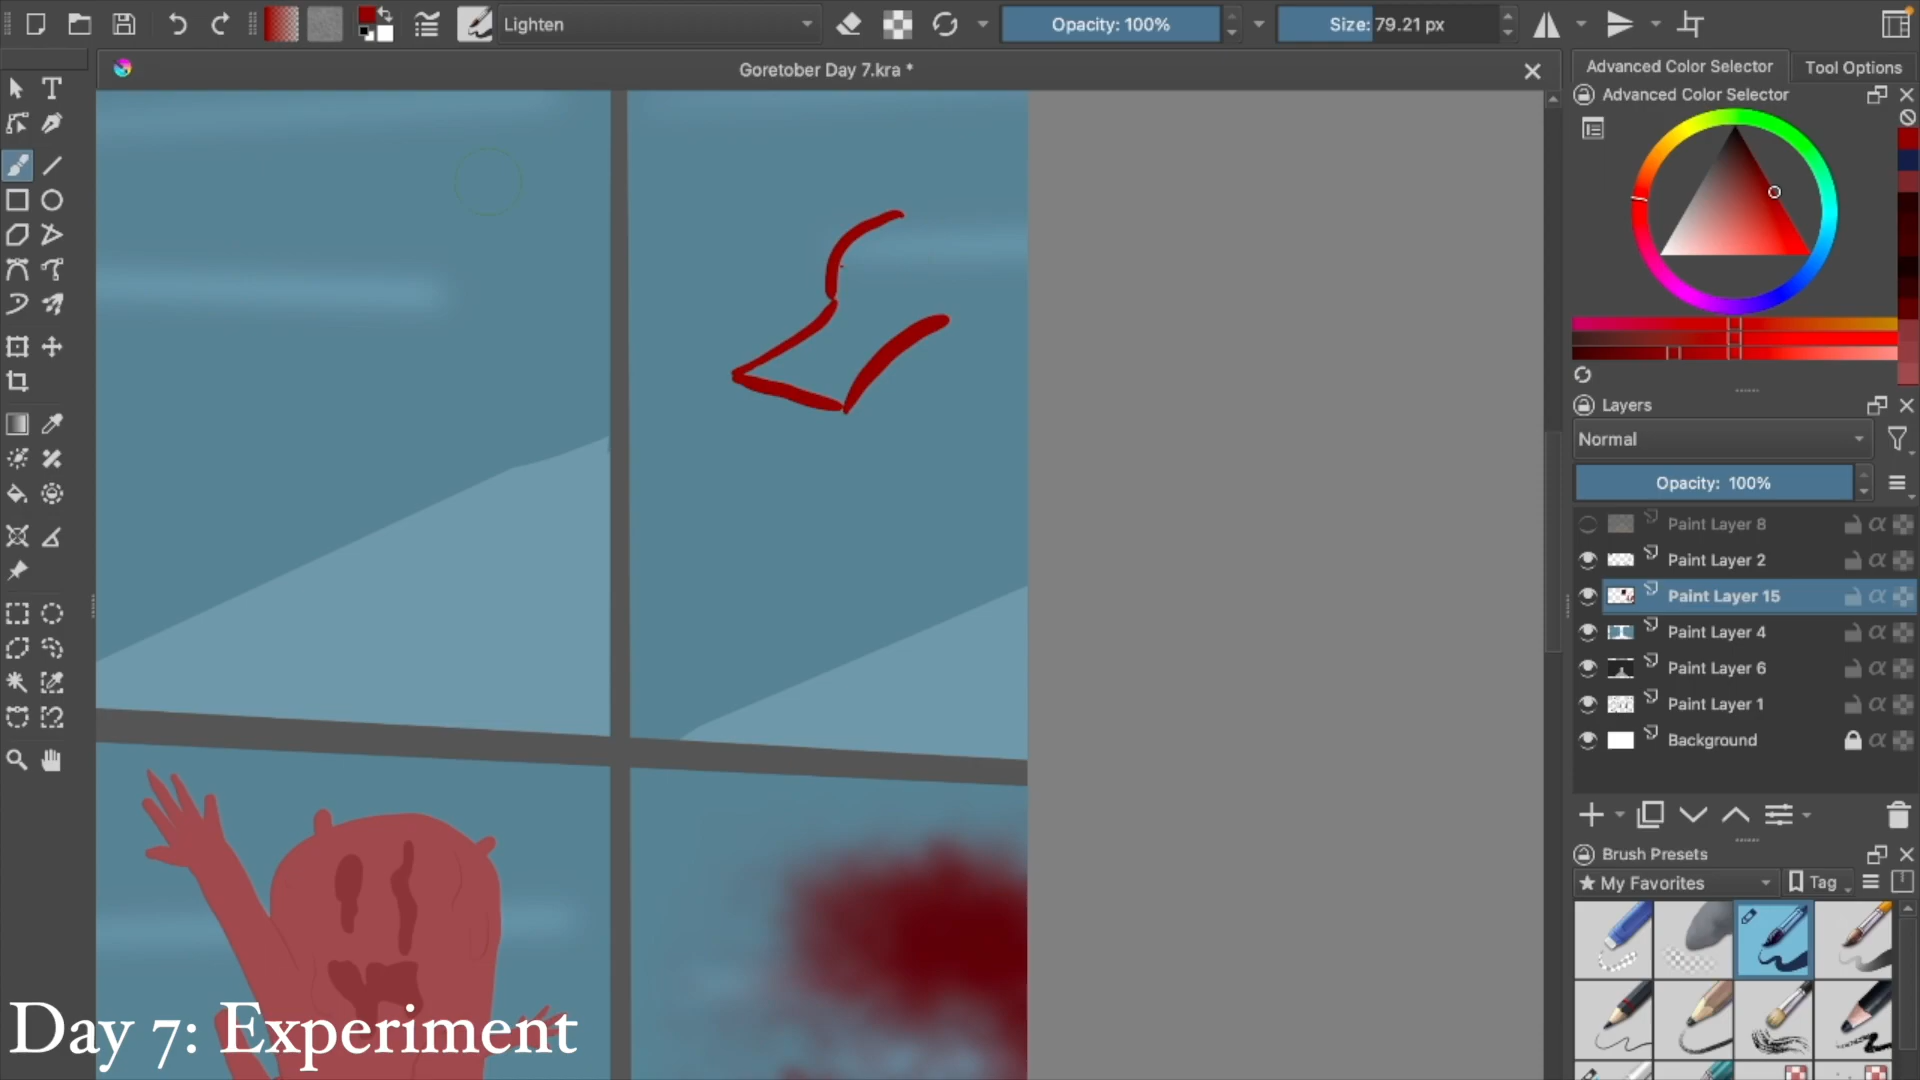 Lighten
Opacity: 100%
Size: 79.21 px
Goretober Day 7.kra *
Advanced Color Selector
Tool Options
Advanced Color Selector
Layers
Normal
Opacity: 100%
Paint Layer 8
Paint Layer 2
Paint Layer 15
Paint Layer 4
Paint Layer 6
Paint Layer 1
Background
Brush Presets
★ My Favorites
Tag
Day 7: Experiment